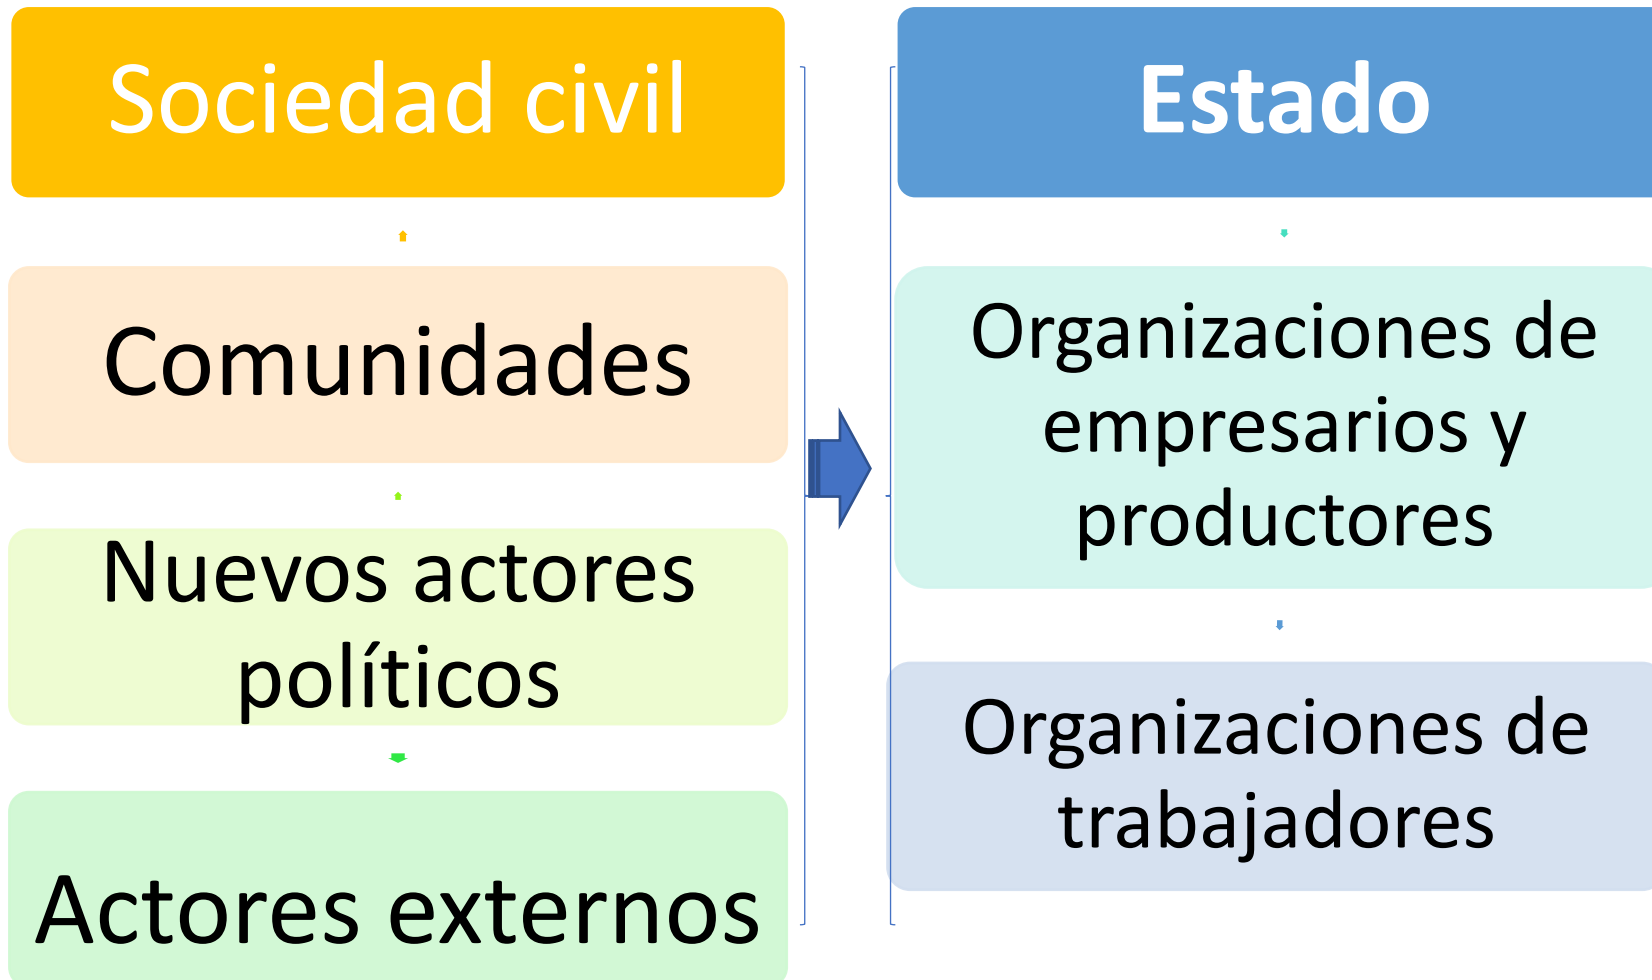 Sociedad civil
Comunidades
Nuevos actores
políticos
Actores externos
Estado
Organizaciones de
empresarios y
productores
Organizaciones de
trabajadores